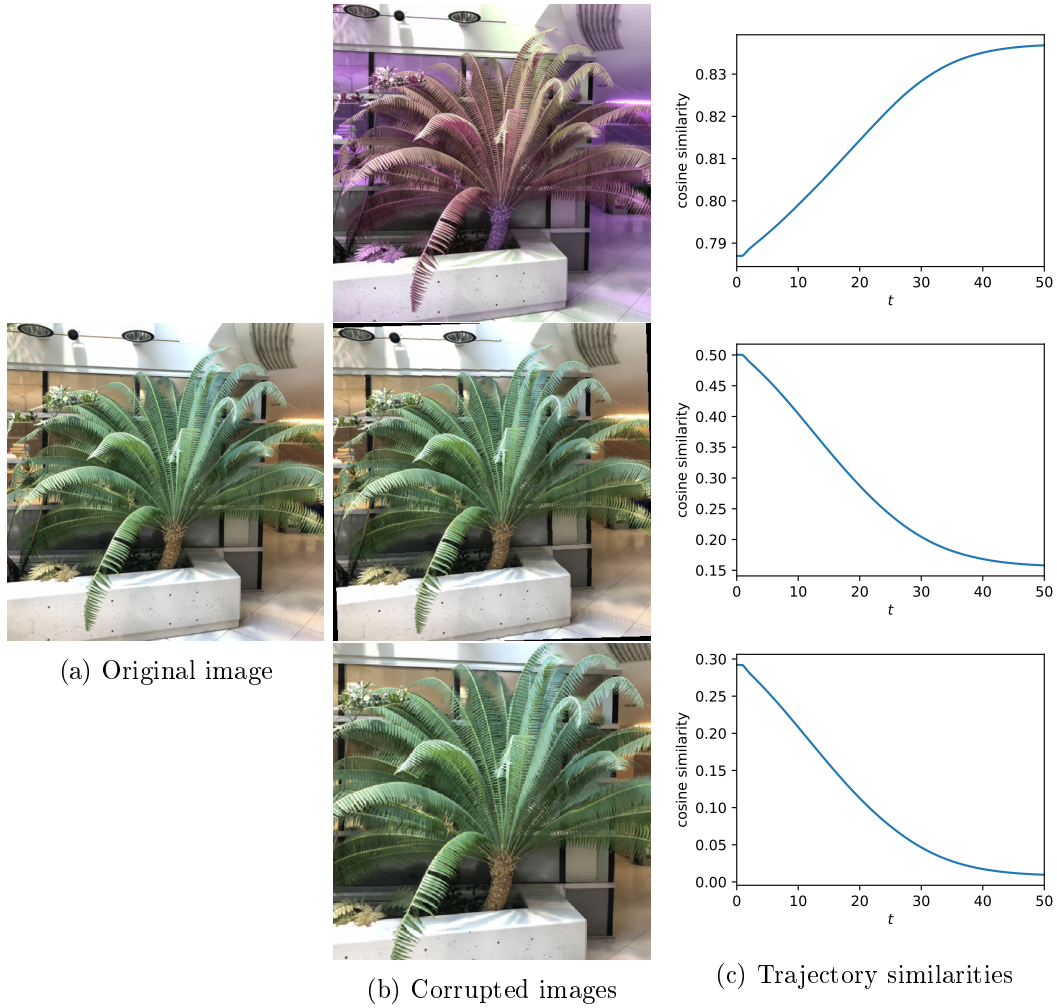 0.83
0.82
0.81
0.80
0.79
cosine similarity
0 10 20 30 40 50
t
0.50
0.45
0.40
0.35
0.30
0.25
0.20
0.15
cosine similarity
0 10 20 30 40 50
t
(a) Original image
0.30
0.25
0.20
0.15
0.10
0.05
0.00
cosine similarity
0 10 20 30 40 50
t
(b) Corrupted images
(c) Trajectory similarities